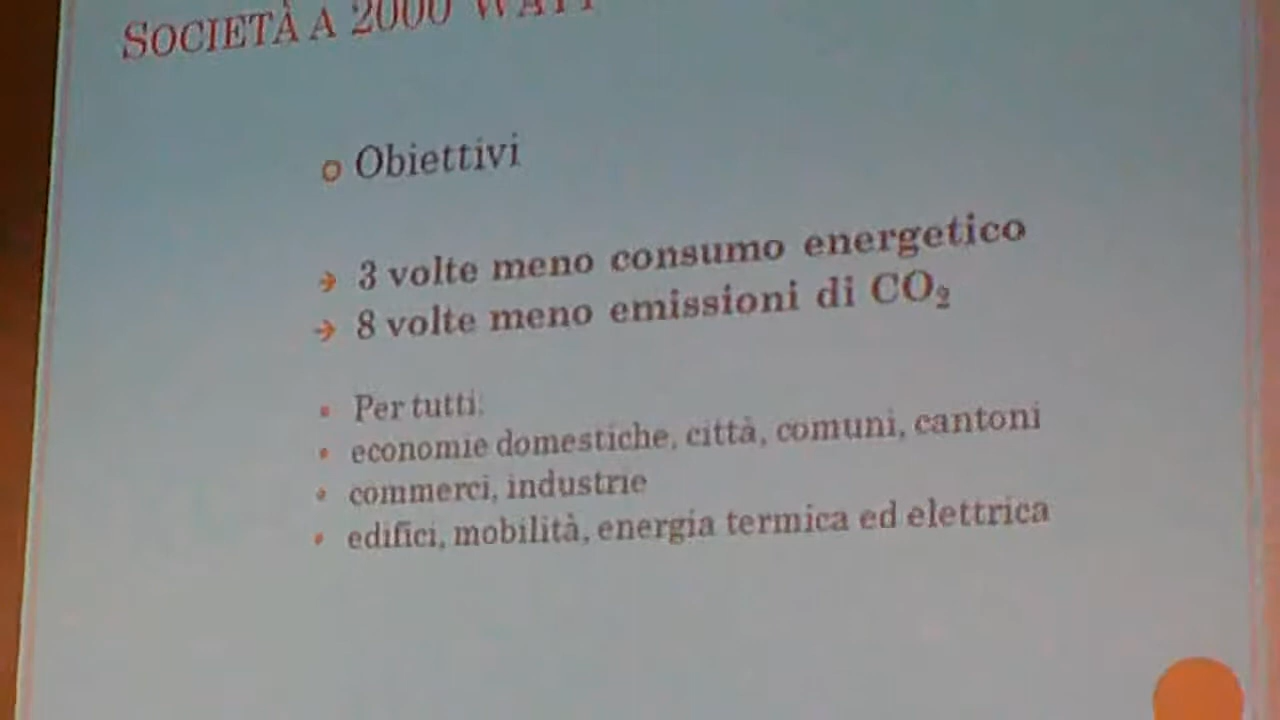 SOCIETÀ A 2000 WATT
Obiettivi
3 volte meno consumo energetico
8 volte meno emissioni di CO₂
Per tutti:
economie domestiche, città, comuni, cantoni
commerci, industrie
edifici, mobilità, energia termica ed elettrica